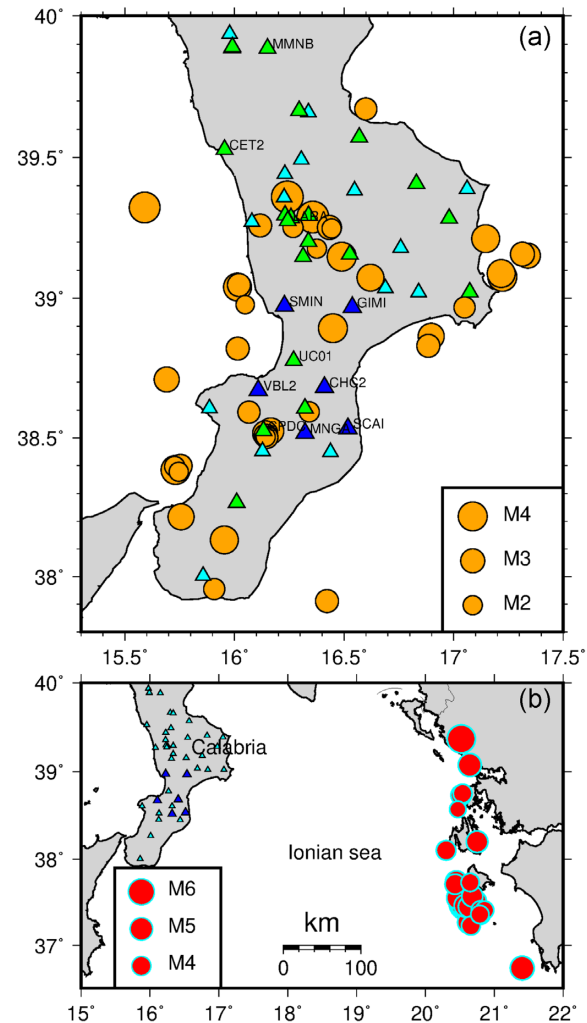 40˚
(a)
MMNB
CET2
39.5˚
39˚
SMIN
GIMI
UC01
VBL2
CHC2
SCAI
38.5˚
M4
M3
38˚
M2
15.5˚ 16˚ 16.5˚ 17˚ 17.5˚
40˚
(b)
Calabria
39˚
Ionian sea
38˚
M6
M5
km
37˚
M4
0 100
15˚ 16˚ 17˚ 18˚ 19˚ 20˚ 21˚ 22˚